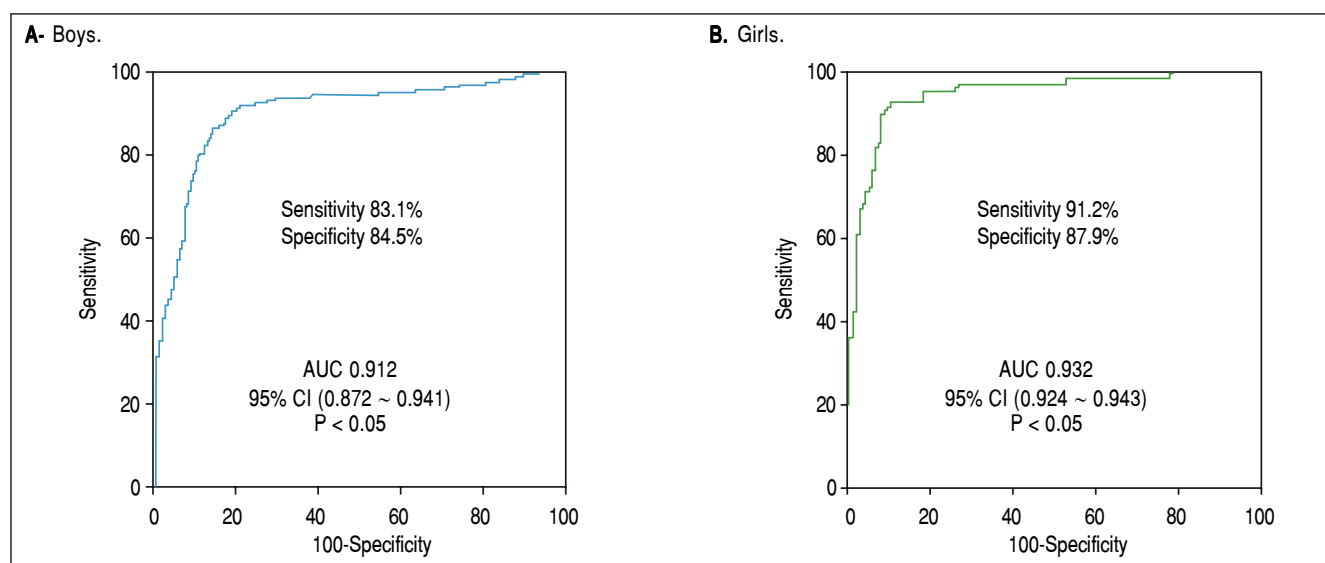 A- Boys.
100
80
60
40
20
0
Sensitivity
Sensitivity 83.1%
Specificity 84.5%
AUC 0.912
95% CI (0.872 ~ 0.941)
P < 0.05
0 20 40 60 80 100
100-Specificity
B. Girls.
100
80
60
40
20
0
Sensitivity
Sensitivity 91.2%
Specificity 87.9%
AUC 0.932
95% CI (0.924 ~ 0.943)
P < 0.05
0 20 40 60 80 100
100-Specificity